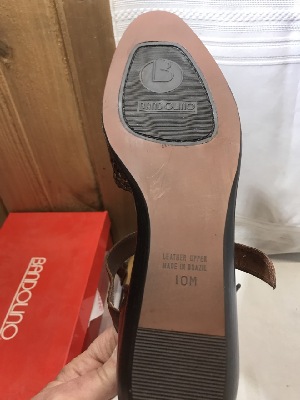 B
BANDOLINO
LEATHER UPPER
MADE IN BRAZIL
10M
BANDOLINO